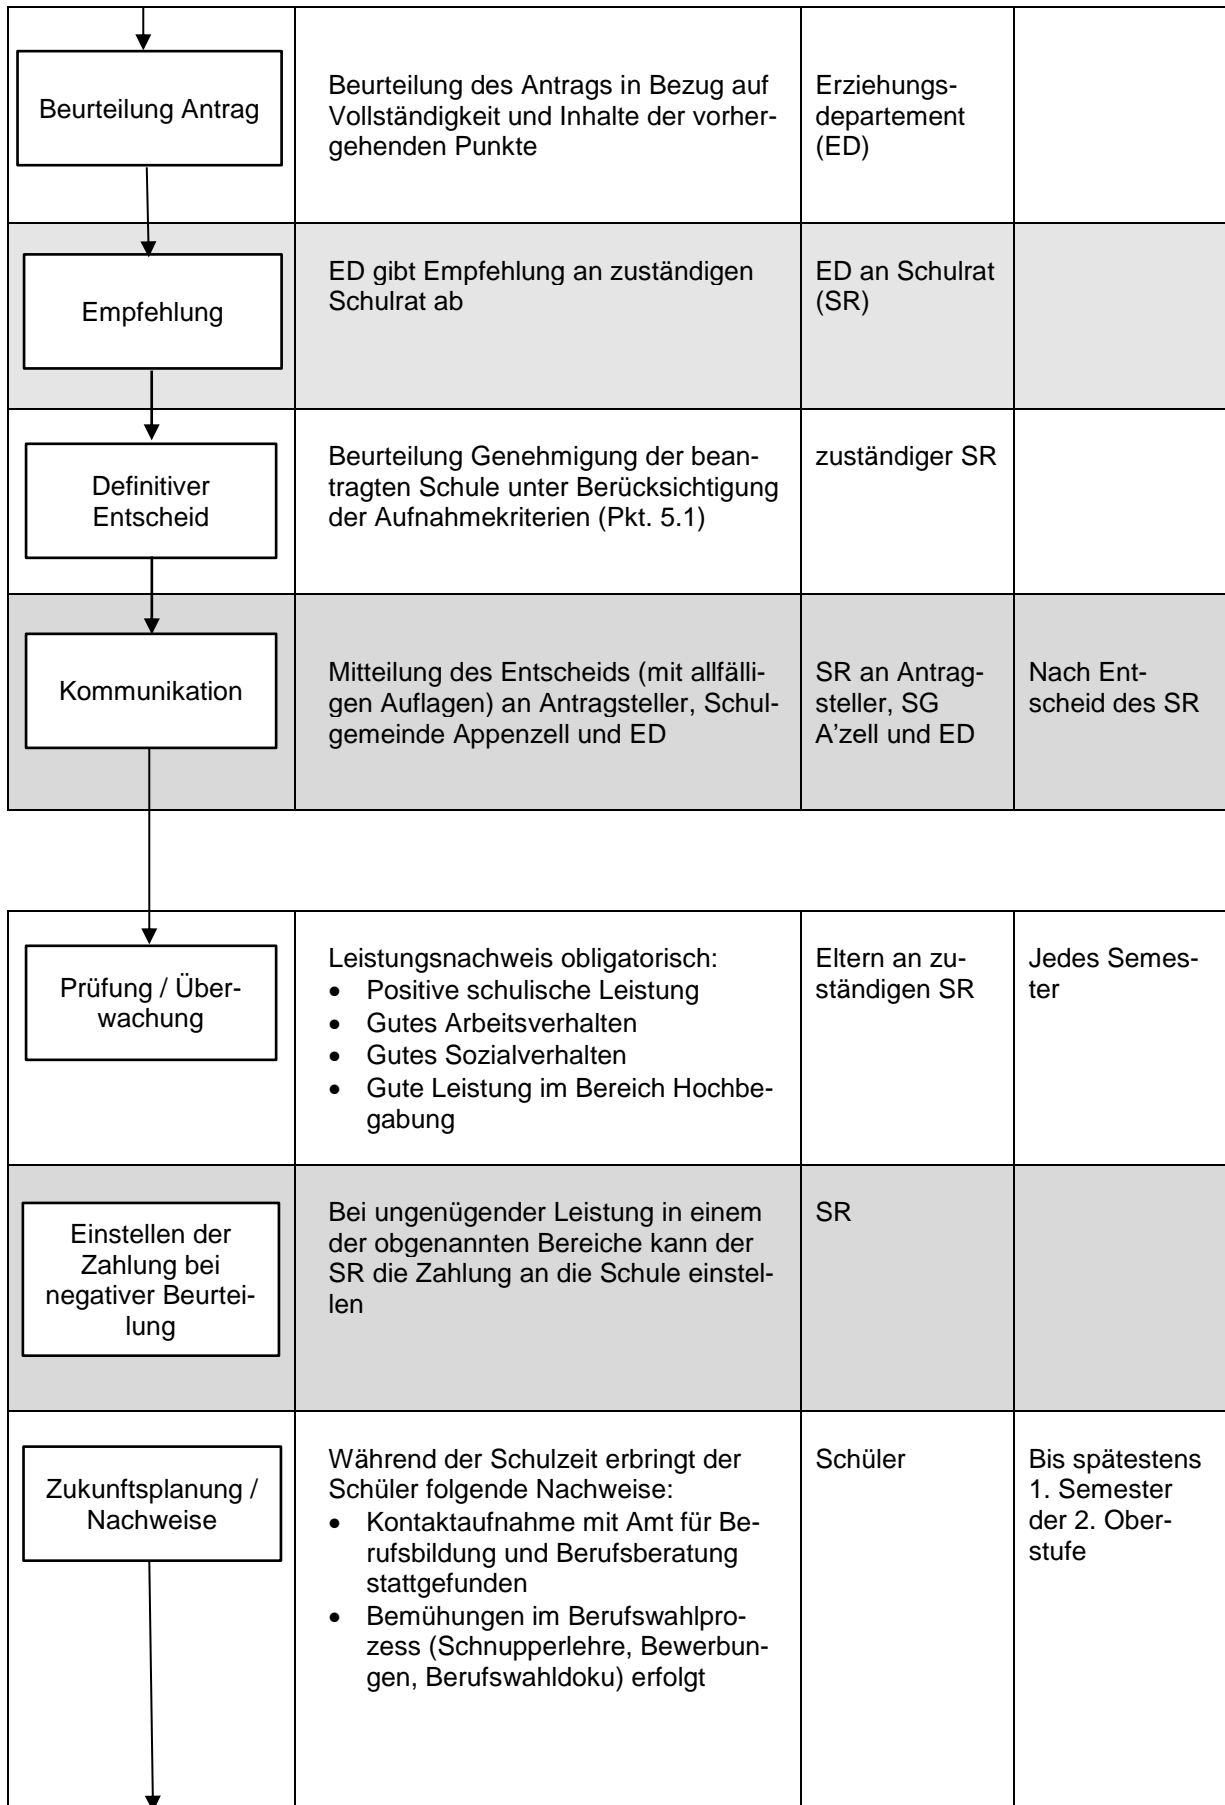 Beurteilung Antrag
Beurteilung des Antrags in Bezug auf
Vollständigkeit und Inhalte der vorher-
gehenden Punkte
Erziehungs-
departement
(ED)
Empfehlung
ED gibt Empfehlung an zuständigen
Schulrat ab
ED an Schulrat
(SR)
Definitiver
Entscheid
Beurteilung Genehmigung der bean-
tragten Schule unter Berücksichtigung
der Aufnahmekriterien (Pkt. 5.1)
zuständiger SR
Kommunikation
Mitteilung des Entscheids (mit allfälli-
gen Auflagen) an Antragsteller, Schul-
gemeinde Appenzell und ED
SR an Antrag-
steller, SG
A’zell und ED
Nach Ent-
scheid des SR
Prüfung / Über-
wachung
Leistungsnachweis obligatorisch:
• Positive schulische Leistung
• Gutes Arbeitsverhalten
• Gutes Sozialverhalten
• Gute Leistung im Bereich Hochbe-
gabung
Eltern an zu-
ständigen SR
Jedes Semes-
ter
Einstellen der
Zahlung bei
negativer Beurtei-
lung
Bei ungenügender Leistung in einem
der obgenannten Bereiche kann der
SR die Zahlung an die Schule einstel-
len
SR
Zukunftsplanung /
Nachweise
Während der Schulzeit erbringt der
Schüler folgende Nachweise:
• Kontaktaufnahme mit Amt für Be-
rufsbildung und Berufsberatung
stattgefunden
• Bemühungen im Berufswahlpro-
zess (Schnupperlehre, Bewerbun-
gen, Berufswahldoku) erfolgt
Schüler
Bis spätestens
1. Semester
der 2. Ober-
stufe